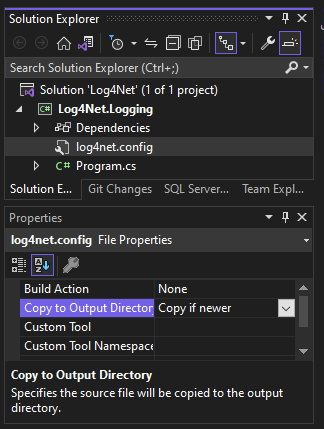 Solution Explorer
Search Solution Explorer (Ctrl+;)
Solution 'Log4Net' (1 of 1 project)
C# Log4Net.Logging
Dependencies
log4net.config
C# Program.cs
Solution E... Git Changes SQL Server... Team Expl...
Properties
log4net.config File Properties
Build Action None
Copy to Output Director Copy if newer
Custom Tool
Custom Tool Namespace
Copy to Output Directory
Specifies the source file will be copied to the output
directory.